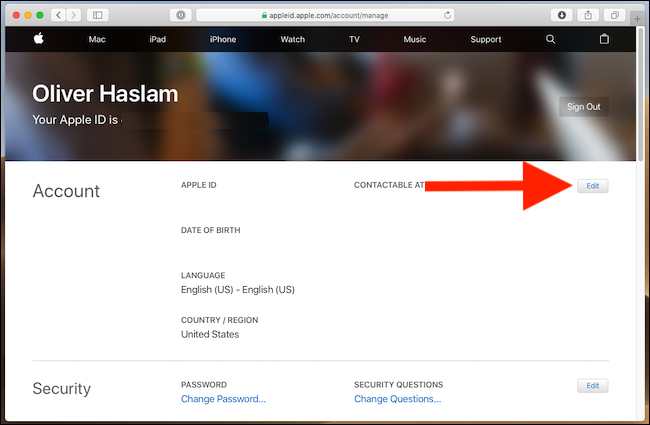 appleid.apple.com/account/manage
Mac iPad iPhone Watch TV Music Support
Oliver Haslam
Your Apple ID is
Sign Out
Account
APPLE ID
CONTACTABLE AT
Edit
DATE OF BIRTH
LANGUAGE
English (US) - English (US)
COUNTRY / REGION
United States
Security
PASSWORD
SECURITY QUESTIONS
Edit
Change Password...
Change Questions...